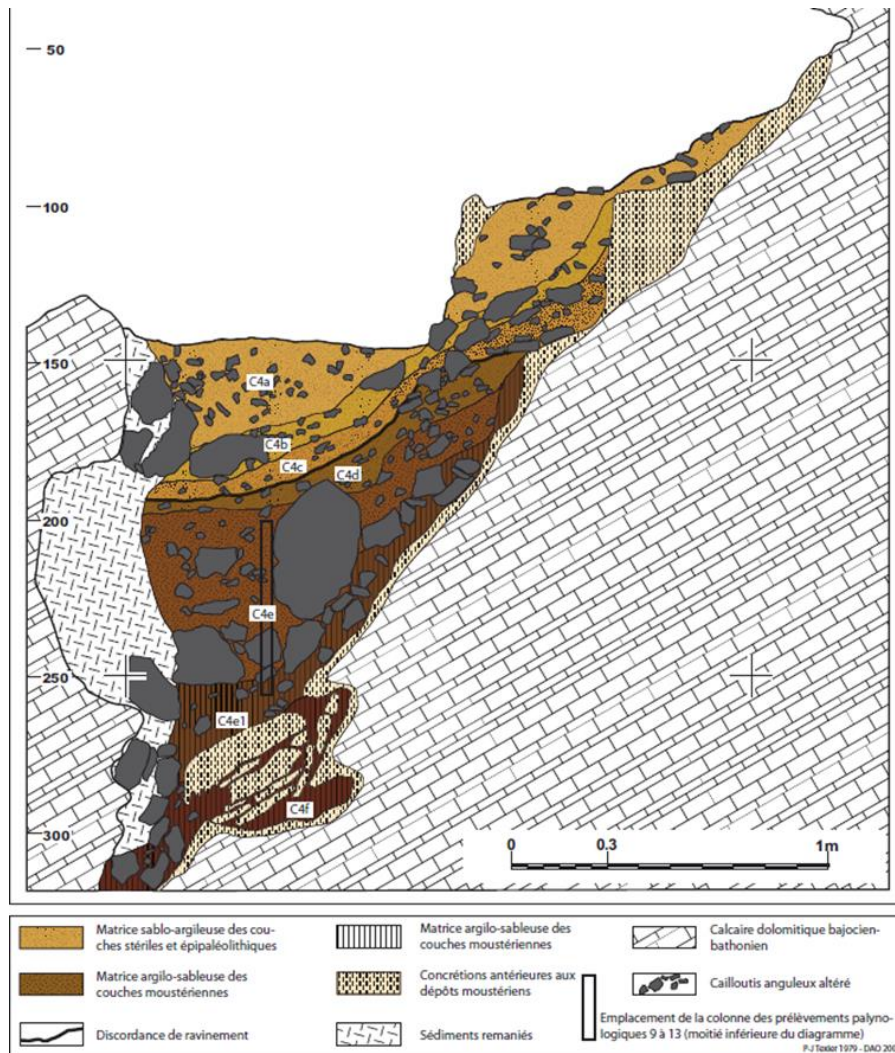 50
100
150
C4a
C4b
C4c
C4d
200
C4e
250
C4e1
C4f
300
0
0.3
1m
Matrice sablo-argileuse des cou-
ches stériles et épipaléolithiques
Matrice argilo-sableuse des
couches moustériennes
Discordance de ravinement
Matrice argilo-sableuse des
couches moustériennes
Concrétions antérieures aux
dépôts moustériens
Sédiments remaniés
Calcaire dolomitique bajocien-
bathonien
Cailloutis anguleux altéré
Emplacement de la colonne des prélèvements palyno-
logiques 9 à 13 (moitié inférieure du diagramme)
P-J Texier 1979 - DAO 200